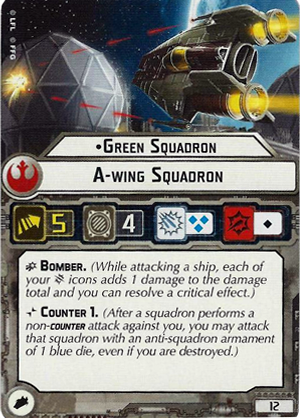 © LFL © FFG
•Green Squadron
A-wing Squadron
5 4
Bomber. (While attacking a ship, each of
your icons adds 1 damage to the damage
total and you can resolve a critical effect.)
Counter 1. (After a squadron performs a
non-counter attack against you, you may attack
that squadron with an anti-squadron armament
of 1 blue die, even if you are destroyed.)
12